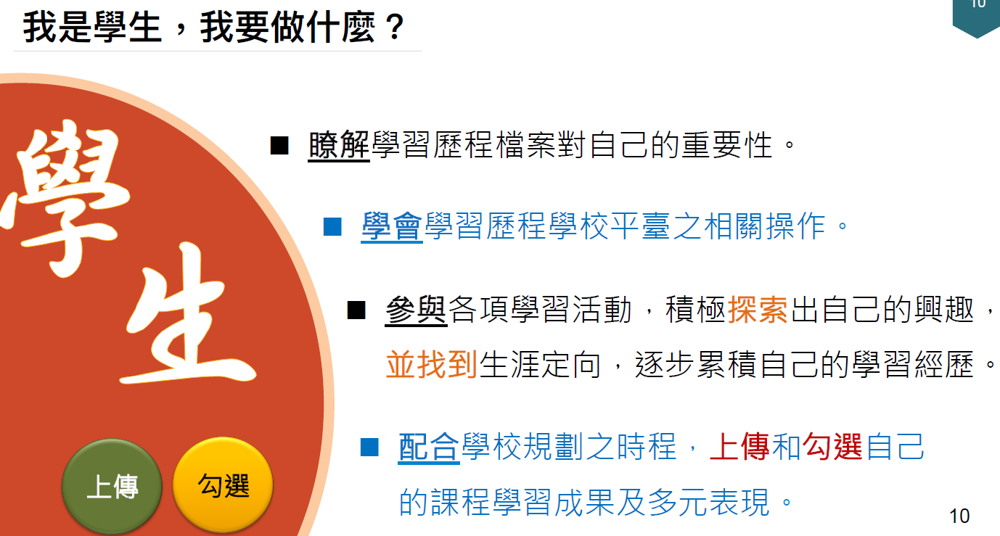 10
我是學生，我要做什麼？
學
生
■ 瞭解學習歷程檔案對自己的重要性。
■ 學會學習歷程學校平臺之相關操作。
■ 參與各項學習活動，積極探索出自己的興趣，
並找到生涯定向，逐步累積自己的學習經歷。
■ 配合學校規劃之時程，上傳和勾選自己
的課程學習成果及多元表現。
上傳
勾選
10